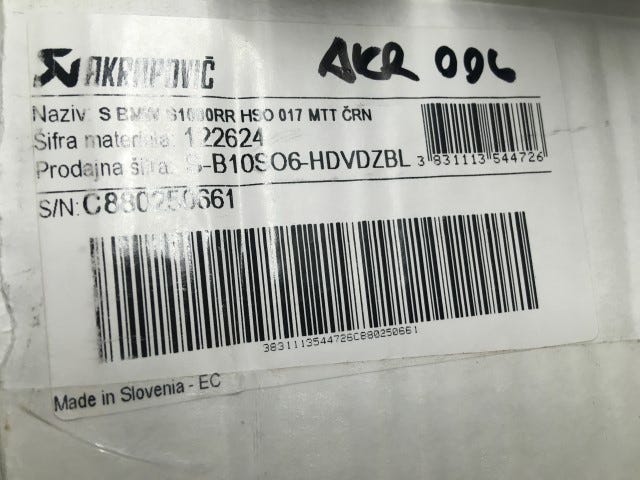 AKRAPOVIČ AKR 006
Naziv: S BMW S1000RR HSO 017 MTT ČRN
Šifra materiala: 122624
Prodajna šifra: S-B10SO6-HDVDZBL 3 831113 544726
S/N: C880250661
3831113544726C880250661
Made in Slovenia - EC